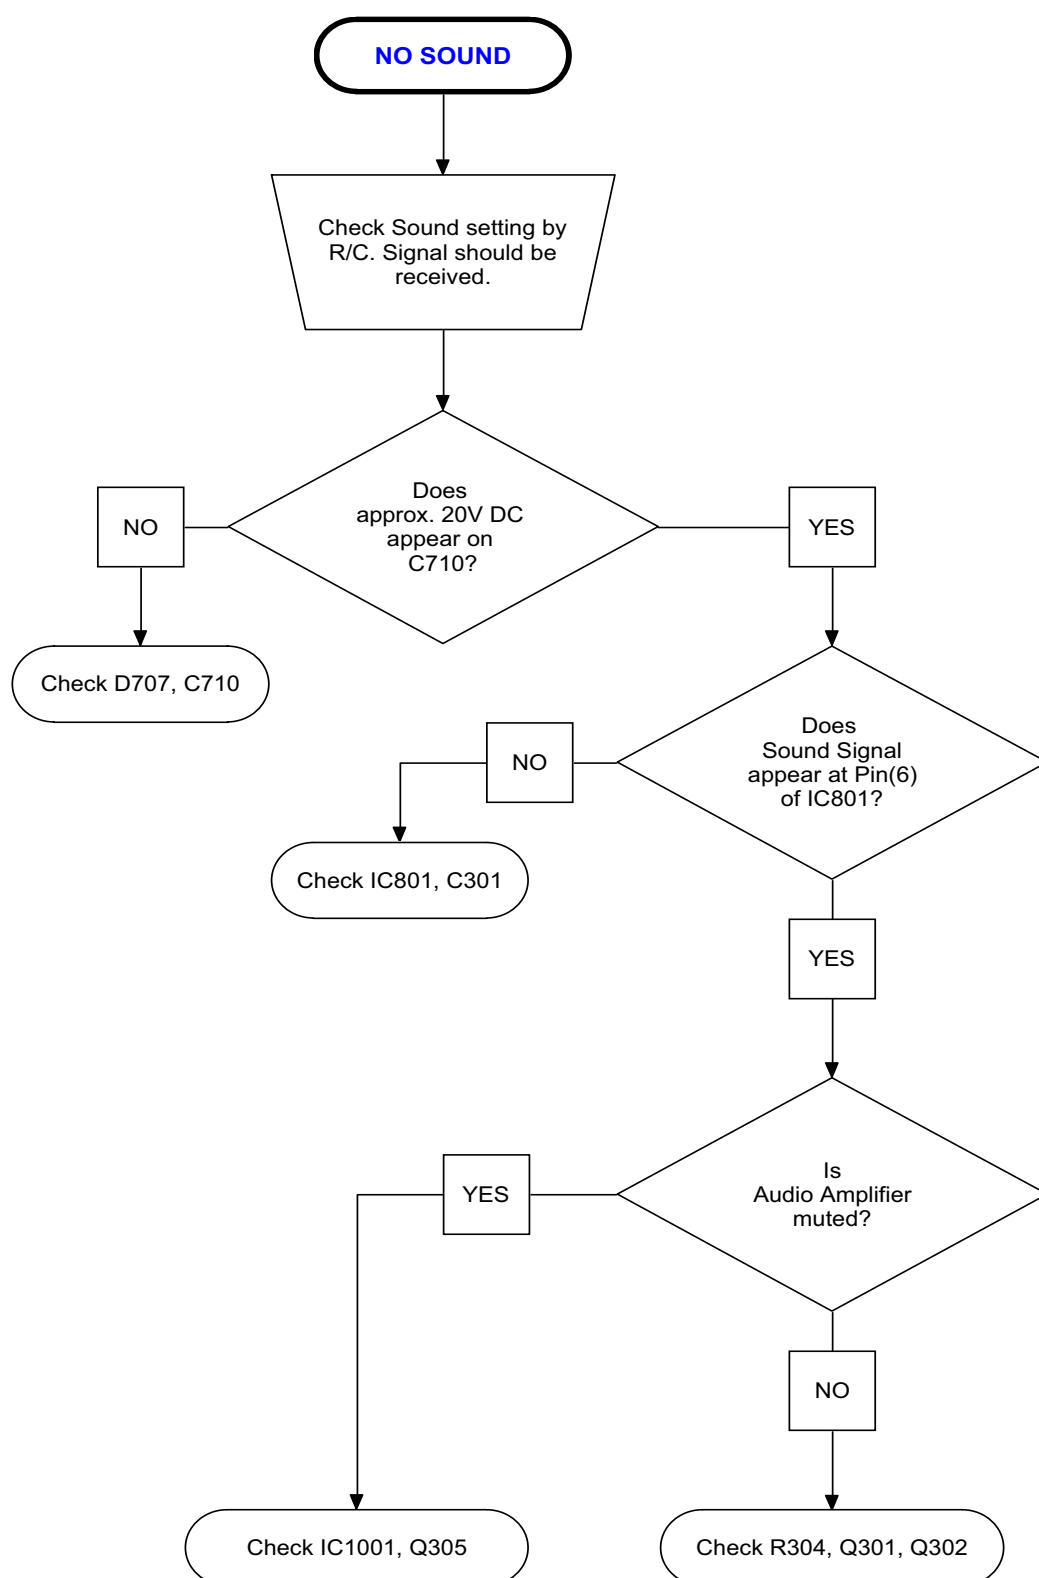 NO SOUND
Check Sound setting by
R/C. Signal should be
received.
Does
approx. 20V DC
appear on
C710?
NO
YES
Check D707, C710
Does
Sound Signal
appear at Pin(6)
of IC801?
NO
Check IC801, C301
YES
Is
Audio Amplifier
muted?
YES
NO
Check IC1001, Q305
Check R304, Q301, Q302